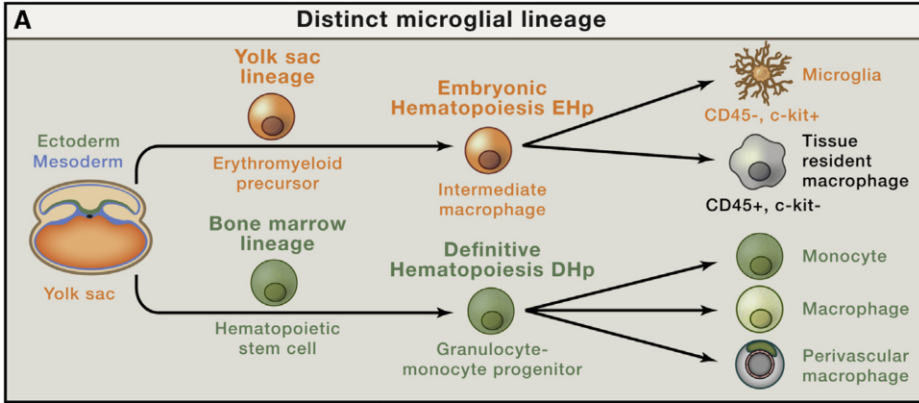 A
Distinct microglial lineage
Yolk sac
lineage
Embryonic
Hematopoiesis EHp
Microglia
CD45-, c-kit+
Ectoderm
Mesoderm
Erythromyeloid
precursor
Intermediate
macrophage
Tissue
resident
macrophage
CD45+, c-kit-
Bone marrow
lineage
Definitive
Hematopoiesis DHp
Monocyte
Yolk sac
Macrophage
Hematopoietic
stem cell
Granulocyte-
monocyte progenitor
Perivascular
macrophage